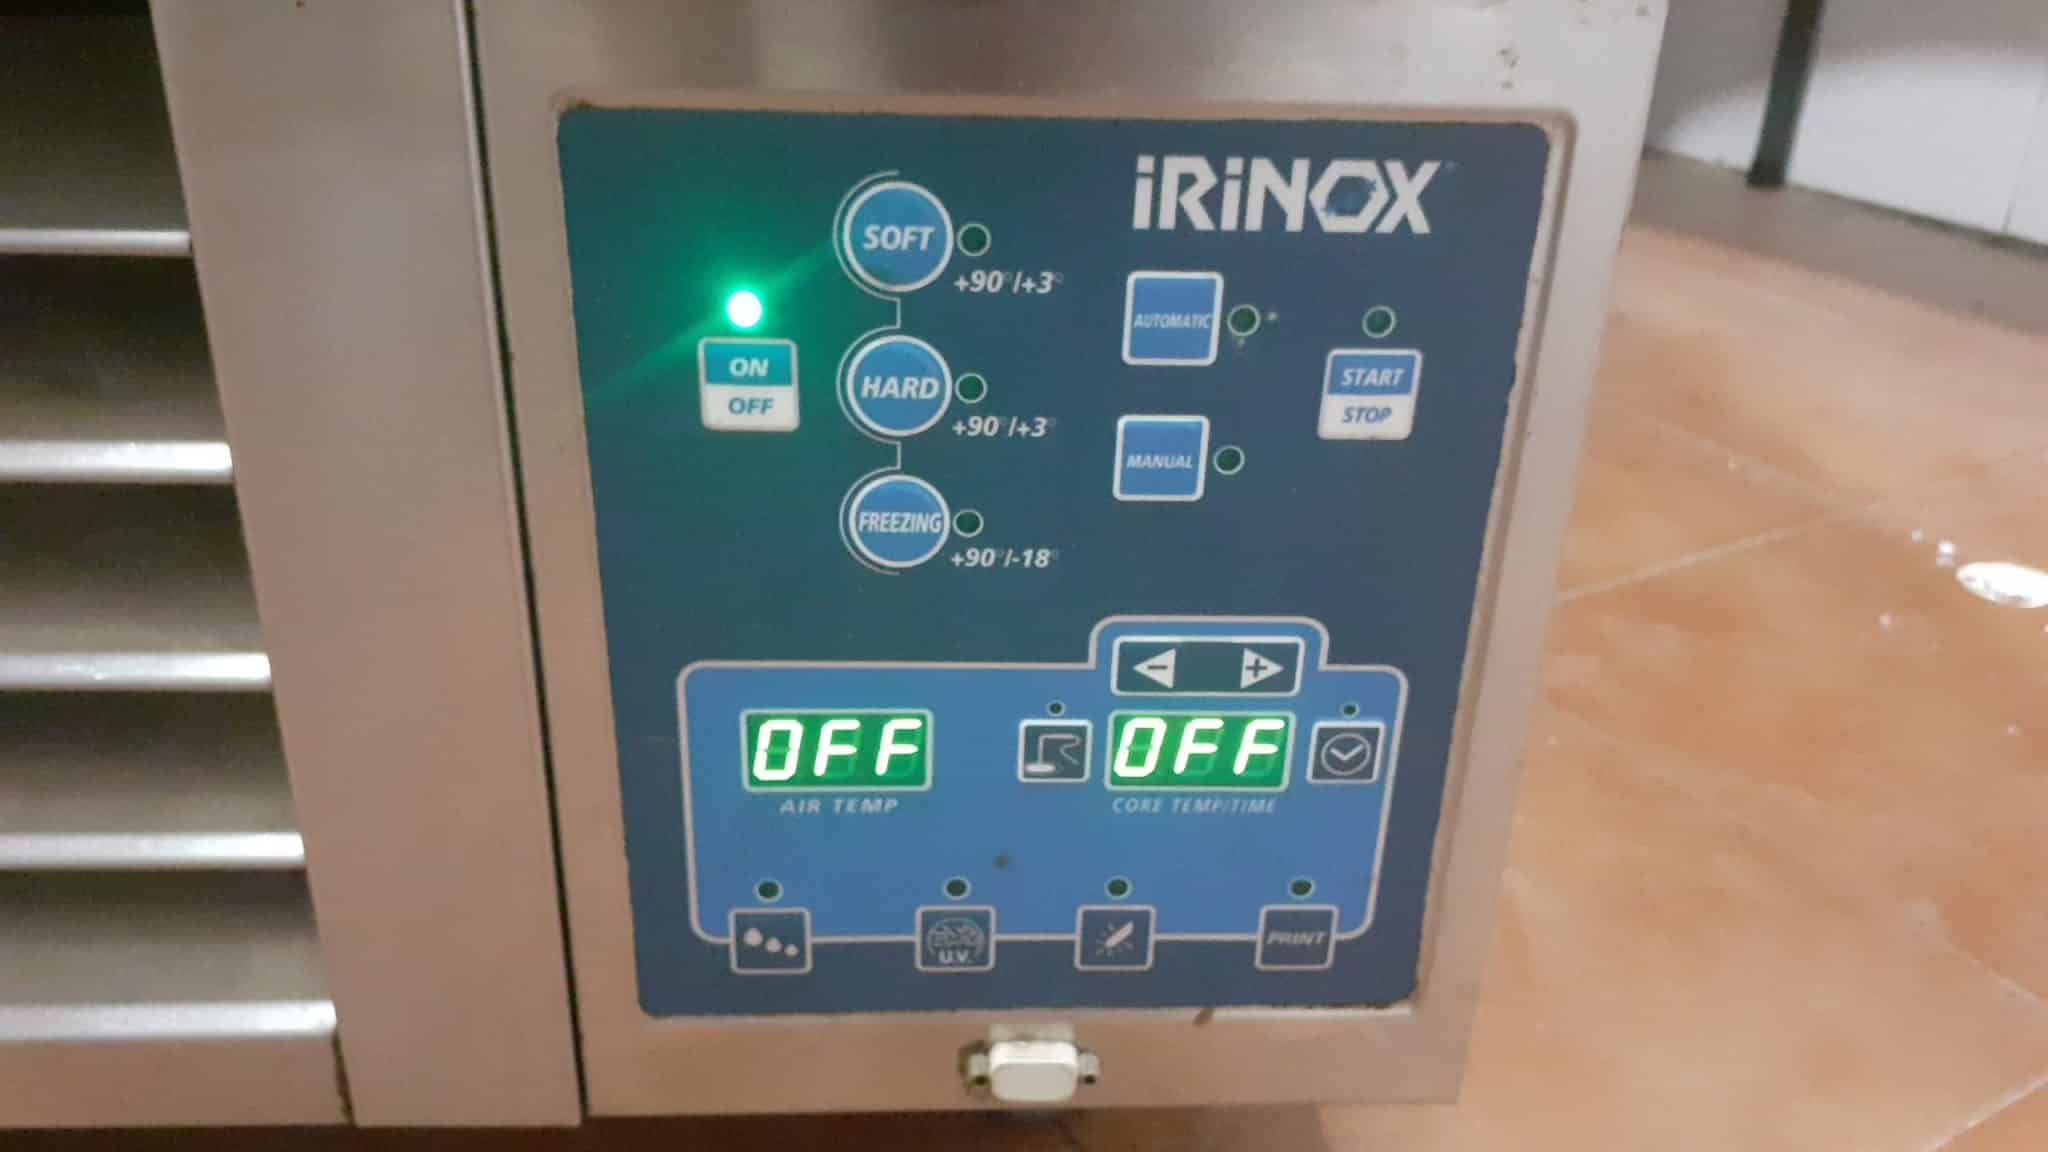 iRiNOX
SOFT
+90°/+3°
ON
OFF
HARD
+90°/+3°
FREEZING
+90°/-18°
AUTOMATIC
MANUAL
START
STOP
- +
OFF
AIR TEMP
OFF
CORE TEMP/TIME
U.V.
PRINT